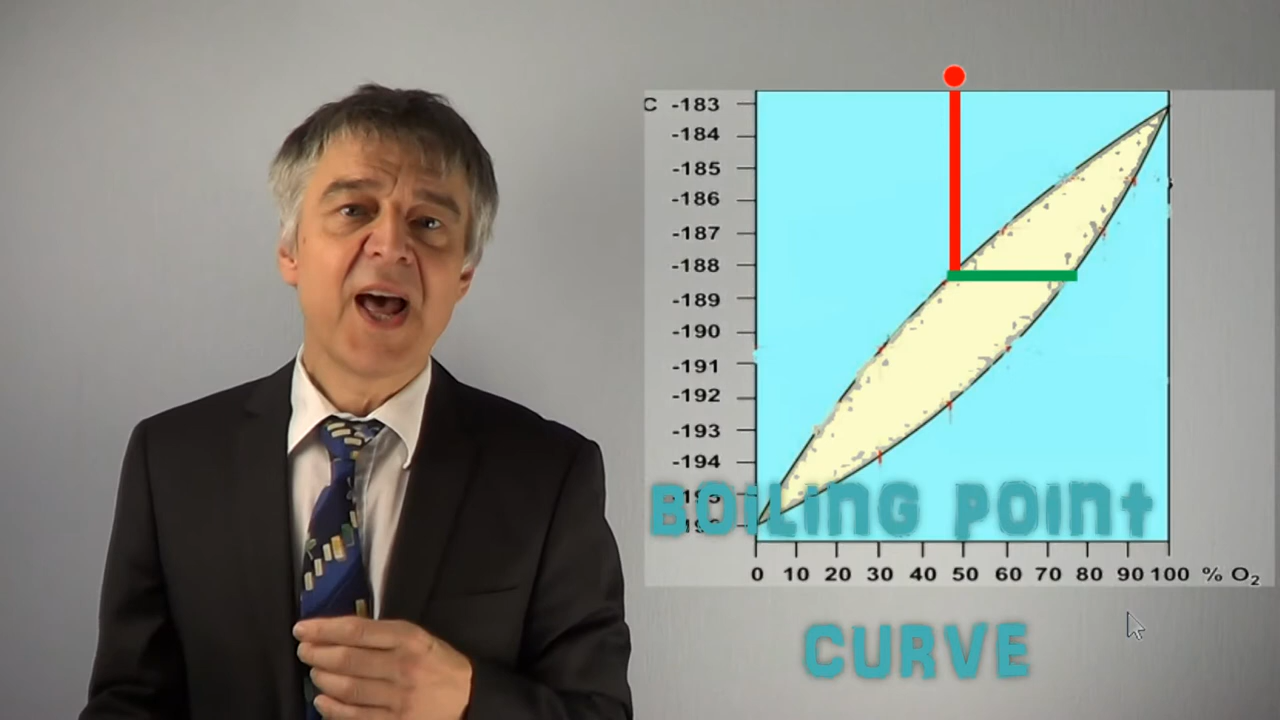 C -183
-184
-185
-186
-187
-188
-189
-190
-191
-192
-193
-194
BOiLiNG POiNt
0 10 20 30 40 50 60 70 80 90 100 % O₂
CURVE